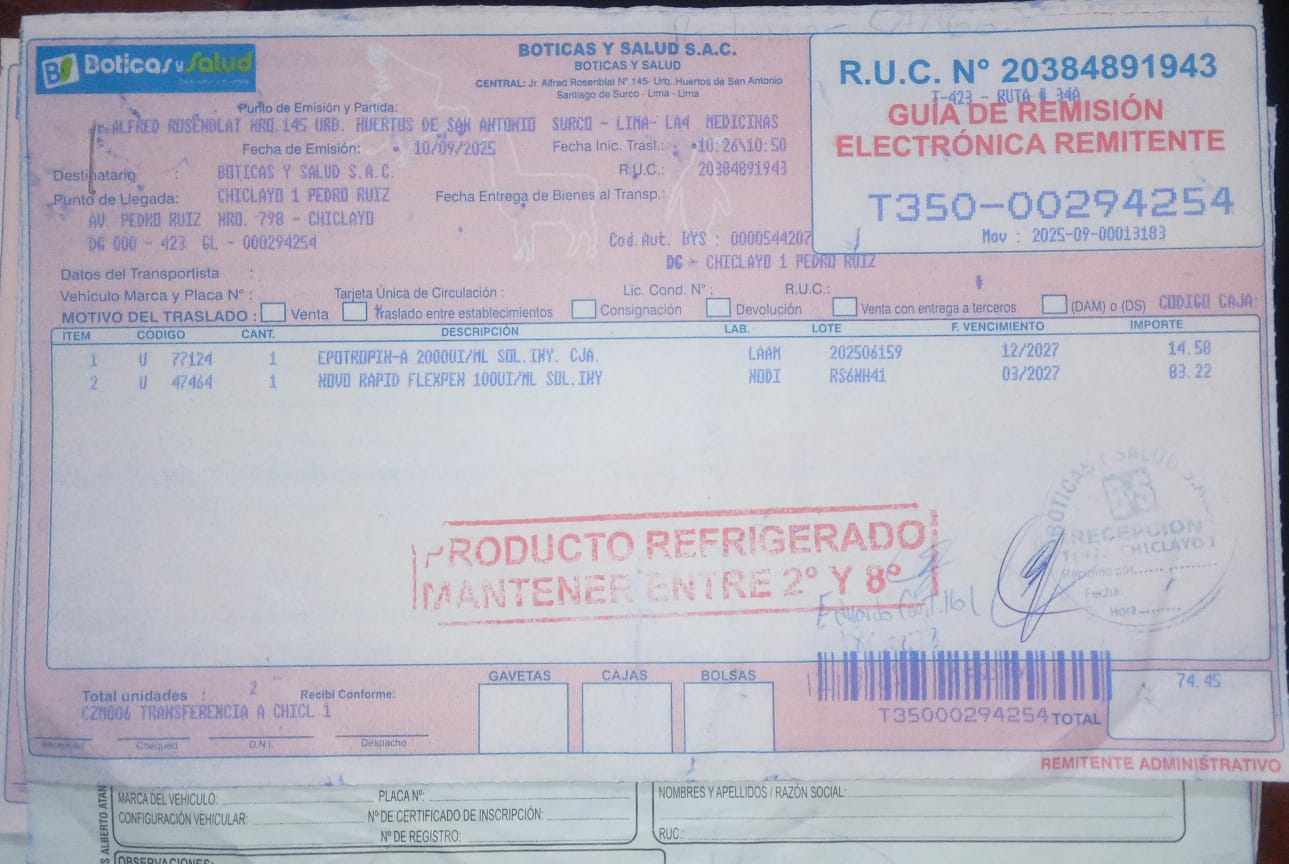 Boticas y Salud
BOTICAS Y SALUD S.A.C.
BOTICAS Y SALUD
CENTRAL: Jr. Alfred Rosenblat N° 145- Urb. Huertos de San Antonio
Santiago de Surco - Lima - Lima
R.U.C. N° 20384891943
T-423 - RUTA # 34A
GUÍA DE REMISIÓN
ELECTRÓNICA REMITENTE
T350-00294254
Mov : 2025-09-00013183
Punto de Emisión y Partida:
ALFRED ROSENBLAT NRO.145 URB. HUERTOS DE SAN ANTONIO SURCO - LIMA- LA4 MEDICINAS
Fecha de Emisión: 10/09/2025 Fecha Inic. Trasl.: 10:26\10:50
Destinatario : BOTICAS Y SALUD S.A.C. R.U.C.: 20384891943
Punto de Llegada: CHICLAYO 1 PEDRO RUIZ Fecha Entrega de Bienes al Transp.:
AV. PEDRO RUIZ NRO. 798 - CHICLAYO
DG 000 - 423 GL - 000294254 Cod.Aut. BYS : 0000544207
DG - CHICLAYO 1 PEDRO RUIZ
Datos del Transportista :
Vehiculo Marca y Placa N° : Tarjeta Única de Circulación : Lic. Cond. N° : R.U.C.:
MOTIVO DEL TRASLADO : Venta Traslado entre establecimientos Consignación Devolución Venta con entrega a terceros (DAM) o (DS) CODIGO CAJA:
ITEM CÓDIGO CANT. DESCRIPCIÓN LAB. LOTE F. VENCIMIENTO IMPORTE
1 U 77124 1 EPOTROPIN-A 2000UI/ML SOL.INY. CJA. LAAM 202506159 12/2027 14.58
2 U 47464 1 NOVO RAPID FLEXPEN 100UI/ML SOL.INY NODI RS6NH41 03/2027 83.22
PRODUCTO REFRIGERADO
MANTENER ENTRE 2° Y 8°
BOTICAS Y SALUD
BS
RECEPCION
CHICLAYO 1
Recibido por
Fecha:
Hora
GAVETAS CAJAS BOLSAS
Total unidades : 2 Recibí Conforme:
CZM006 TRANSFERENCIA A CHICL 1
74.45
T35000294254 TOTAL
Recepción Chequeo D.N.I. Despacho
REMITENTE ADMINISTRATIVO
MARCA DEL VEHICULO: PLACA Nº:
CONFIGURACIÓN VEHICULAR: Nº DE CERTIFICADO DE INSCRIPCIÓN:
Nº DE REGISTRO:
NOMBRES Y APELLIDOS / RAZÓN SOCIAL:
RUC.:
S ALBERTO ATAN
OBSERVACIONES: